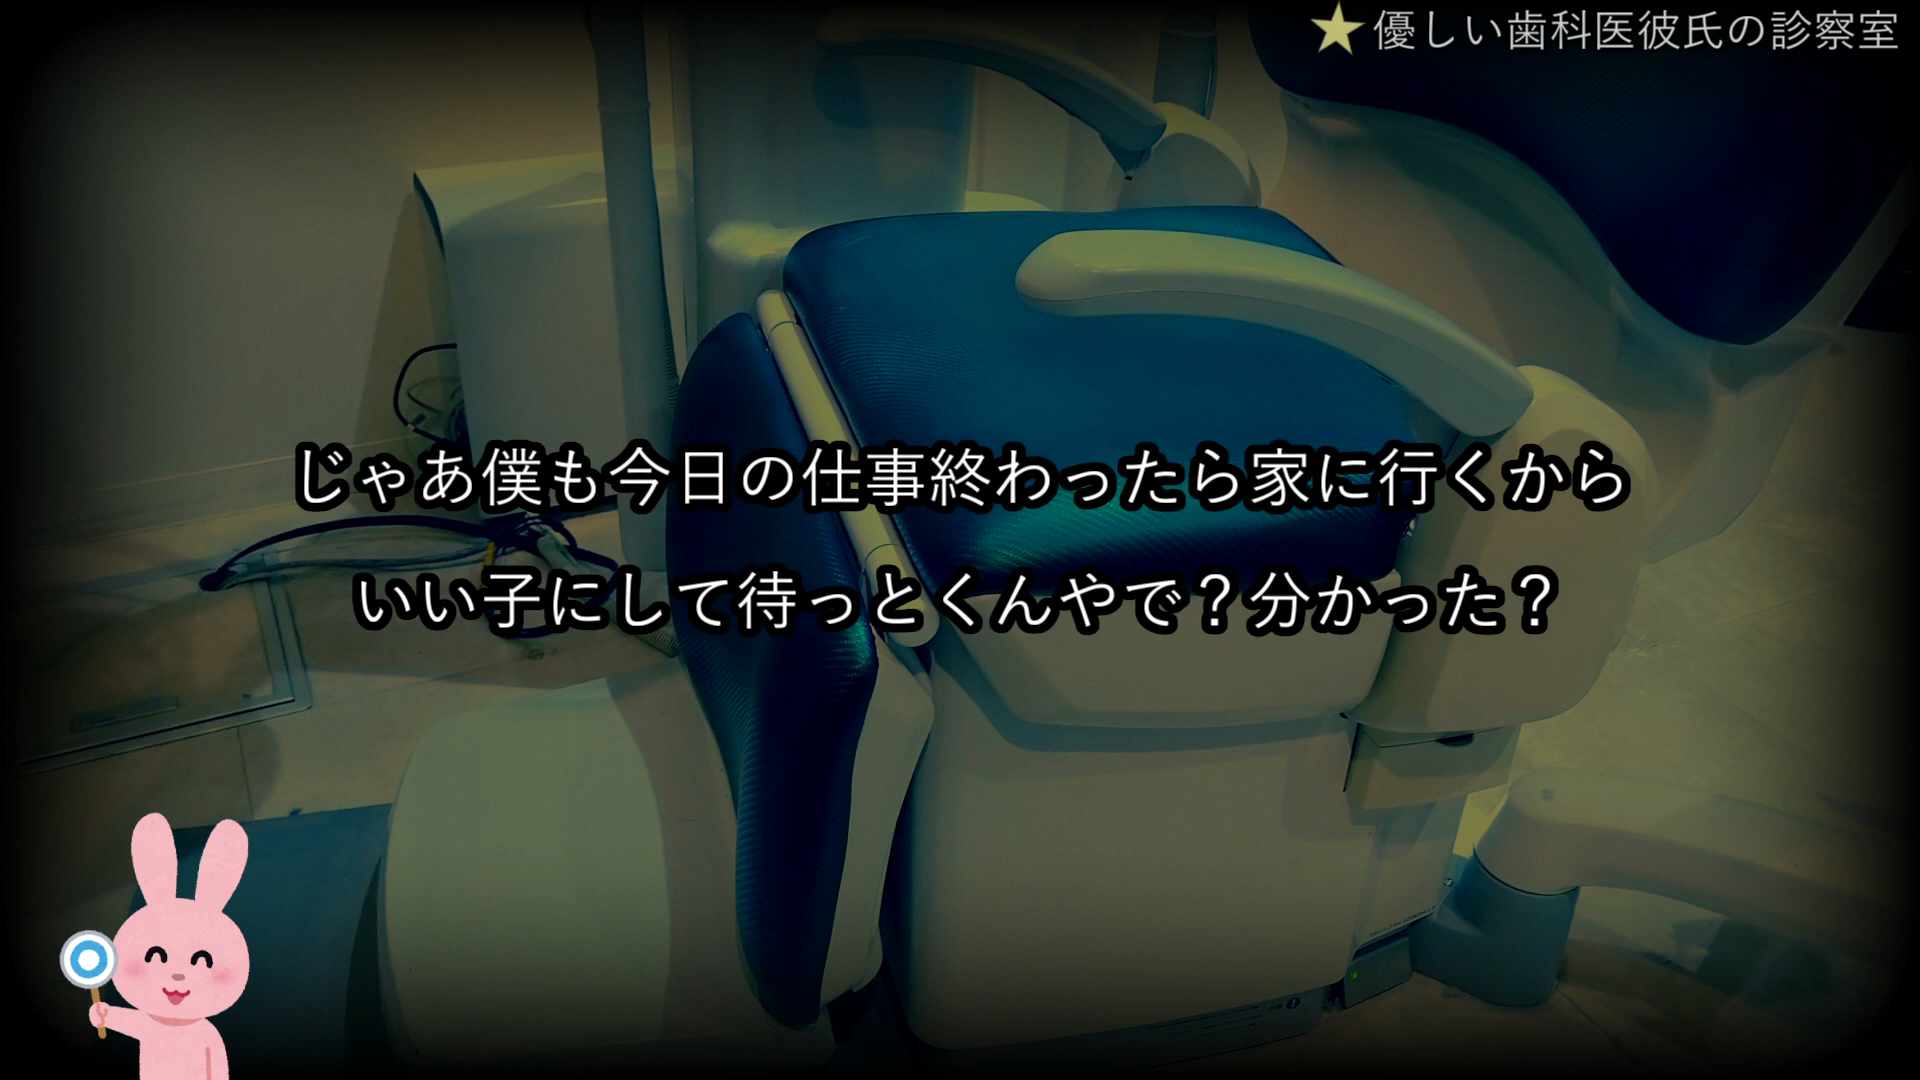 ★優しい歯科医彼氏の診察室
じゃあ僕も今日の仕事終わったら家に行くから
いい子にして待っとくんやで？分かった？